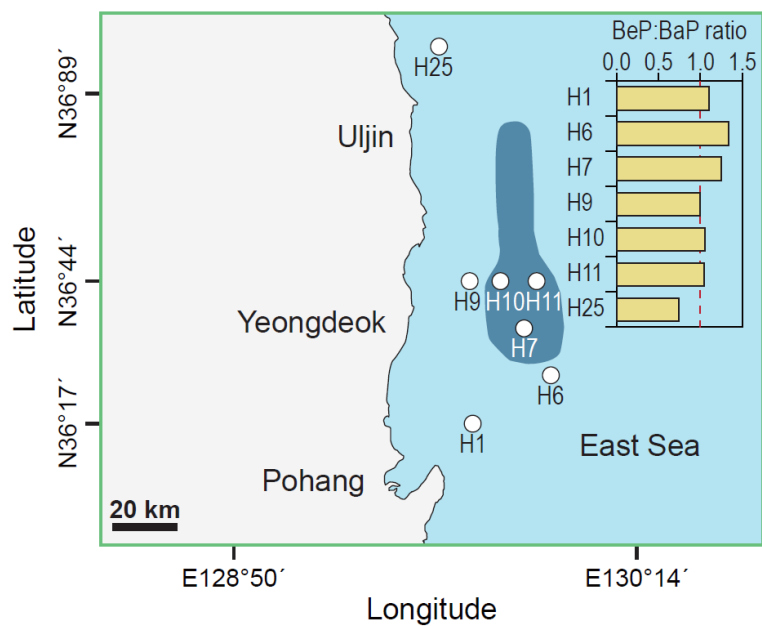 BeP:BaP ratio
0.0 0.5 1.0 1.5
H1
H6
H7
H9
H10
H11
H25
H25
Uljin
H9 H10 H11
Yeongdeok
H7
H6
H1
East Sea
Pohang
20 km
N36°89´
N36°44´
N36°17´
Latitude
E128°50´ E130°14´
Longitude